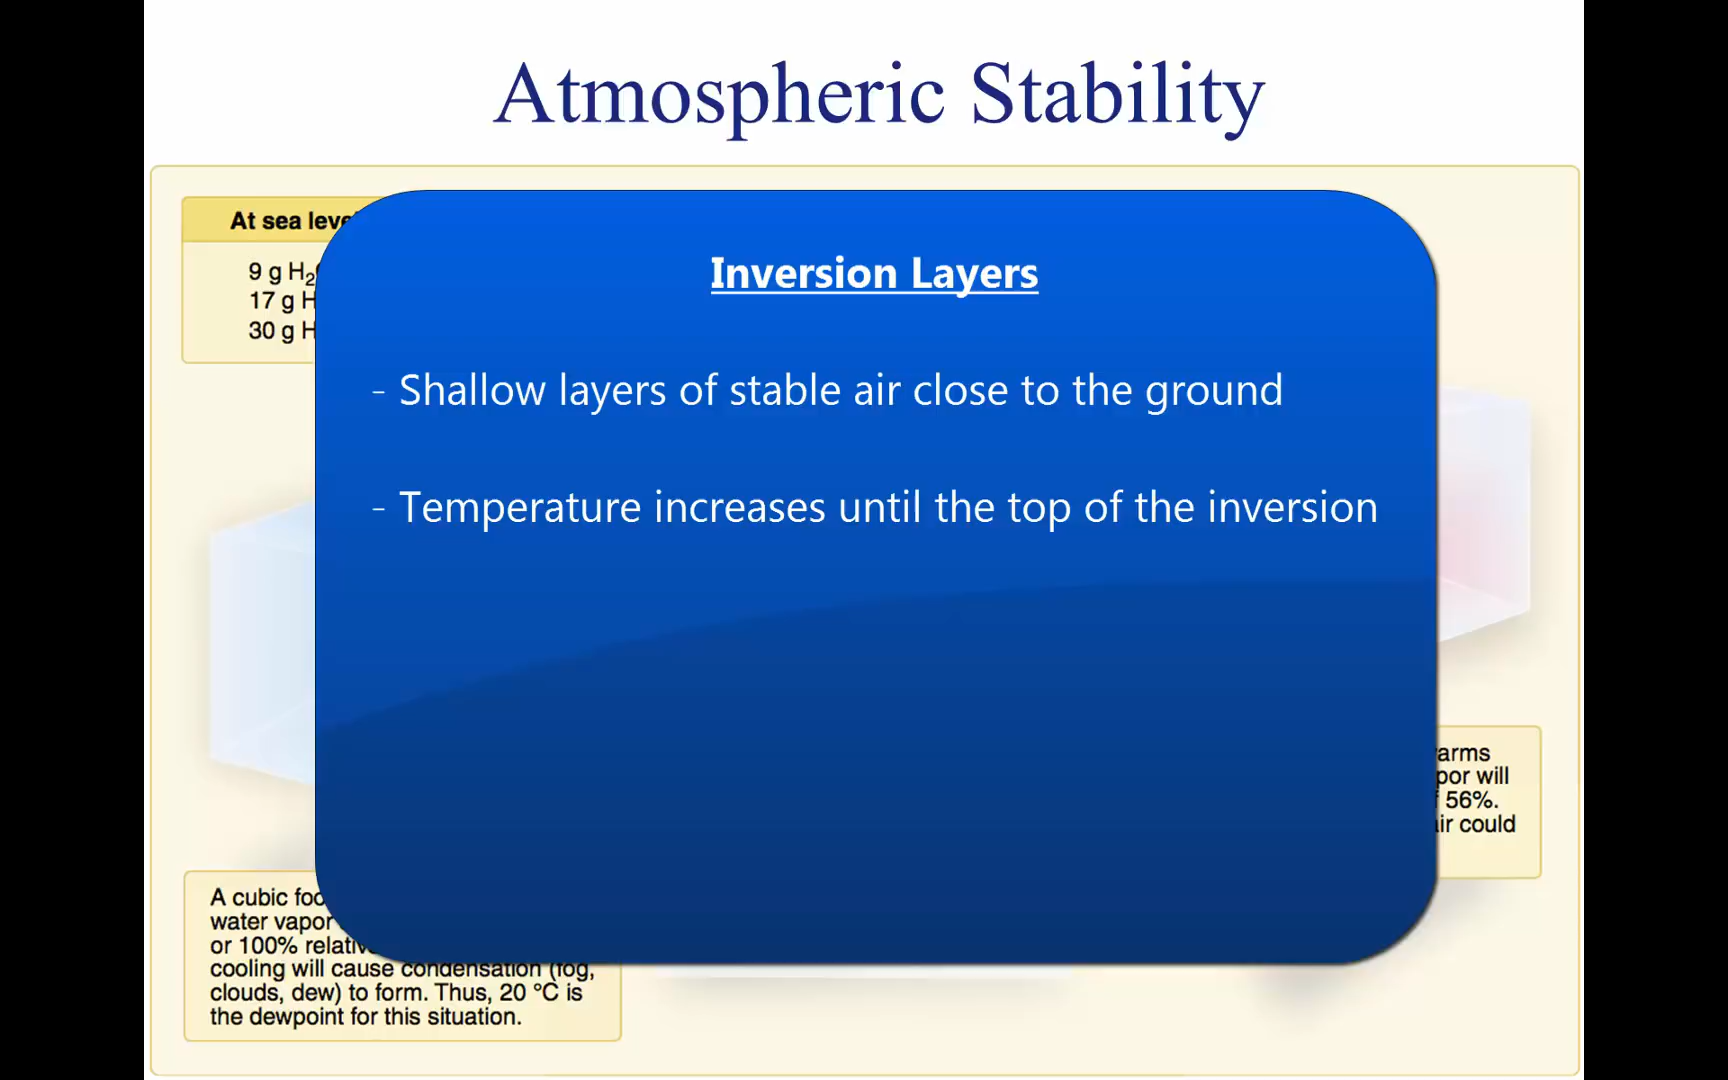 Atmospheric Stability
At sea leve
9 g H₂
17 g H
30 g H
Inversion Layers
- Shallow layers of stable air close to the ground
- Temperature increases until the top of the inversion
arms
por will
56%.
air could
A cubic foo
water vapor
or 100% relativ
cooling will cause condensation (fog,
clouds, dew) to form. Thus, 20 °C is
the dewpoint for this situation.